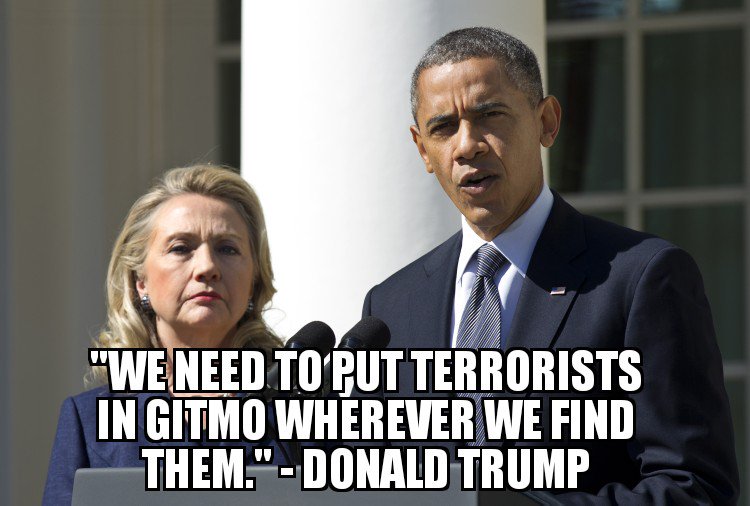 "WE NEED TO PUT TERRORISTS
IN GITMO WHEREVER WE FIND
THEM." - DONALD TRUMP